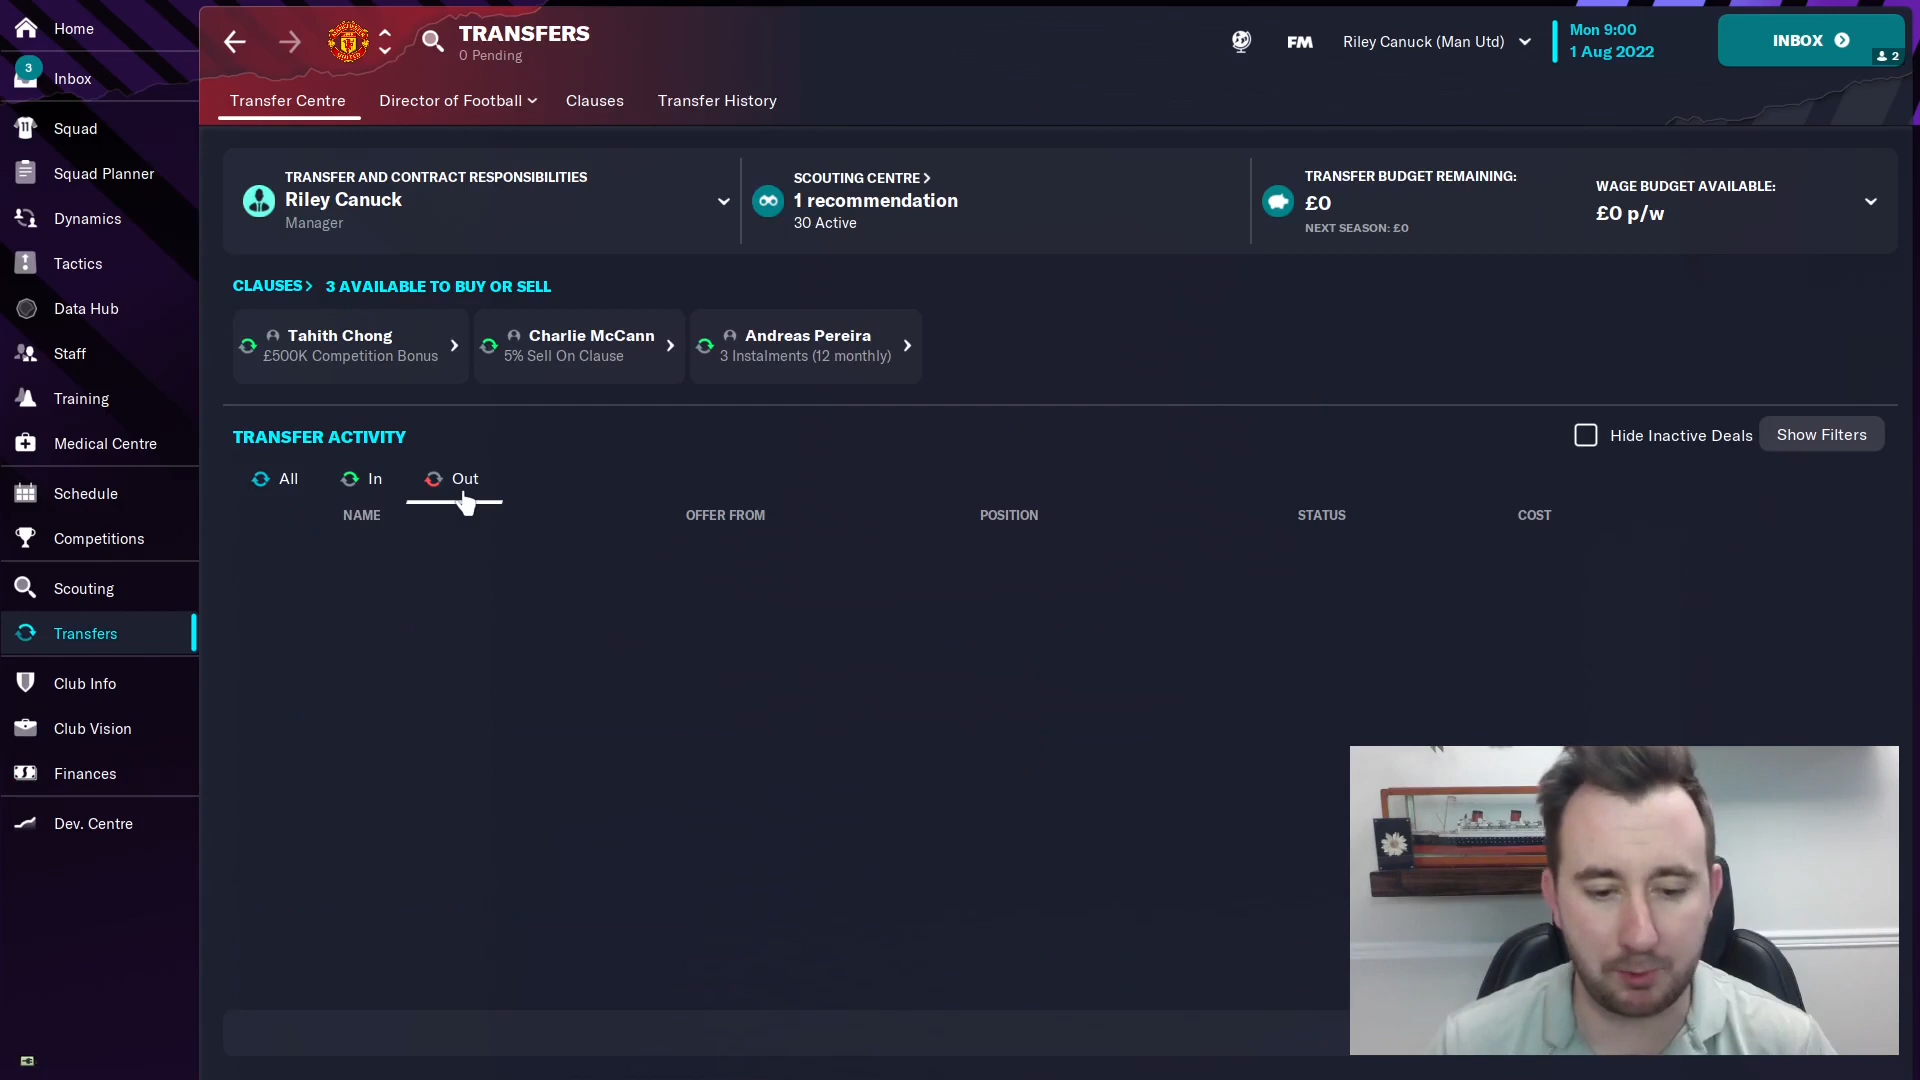 Home
3
Inbox
11
Squad
Squad Planner
Dynamics
Tactics
Data Hub
Staff
Training
Medical Centre
Schedule
Competitions
Scouting
Transfers
Club Info
Club Vision
Finances
Dev. Centre
TRANSFERS
0 Pending
FM
Riley Canuck (Man Utd)
Mon 9:00
1 Aug 2022
INBOX
2
Transfer Centre
Director of Football
Clauses
Transfer History
TRANSFER AND CONTRACT RESPONSIBILITIES
Riley Canuck
Manager
SCOUTING CENTRE >
1 recommendation
30 Active
TRANSFER BUDGET REMAINING:
£0
NEXT SEASON: £0
WAGE BUDGET AVAILABLE:
£0 p/w
CLAUSES > 3 AVAILABLE TO BUY OR SELL
Tahith Chong
£500K Competition Bonus
Charlie McCann
5% Sell On Clause
Andreas Pereira
3 Instalments (12 monthly)
TRANSFER ACTIVITY
Hide Inactive Deals
Show Filters
All
In
Out
NAME
OFFER FROM
POSITION
STATUS
COST